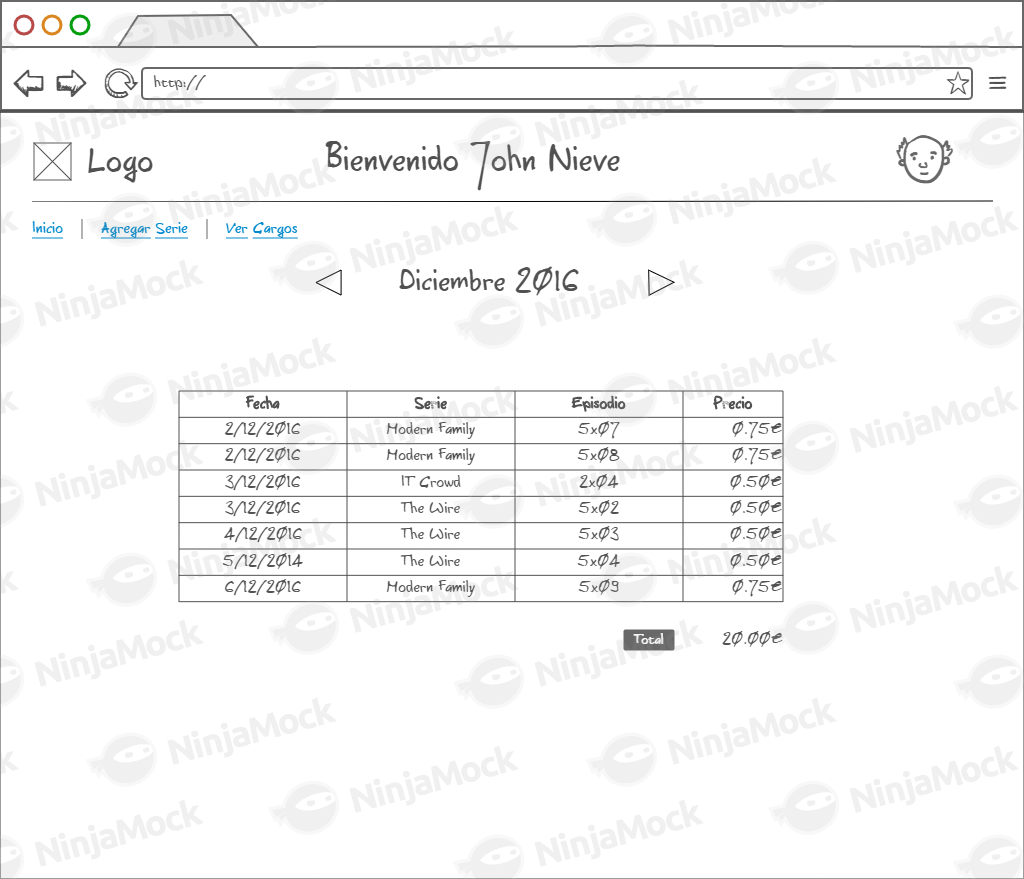 http://
Logo
Bienvenido John Nieve
Inicio | Agregar Serie | Ver Cargos
Diciembre 2016
Fecha Serie Episodio Precio
2/12/2016 Modern Family 5x07 0.75€
2/12/2016 Modern Family 5x08 0.75€
3/12/2016 IT Crowd 2x04 0.50€
3/12/2016 The Wire 5x02 0.50€
4/12/2016 The Wire 5x03 0.50€
5/12/2014 The Wire 5x04 0.50€
6/12/2016 Modern Family 5x09 0.75€
Total 20.00€
NinjaMock